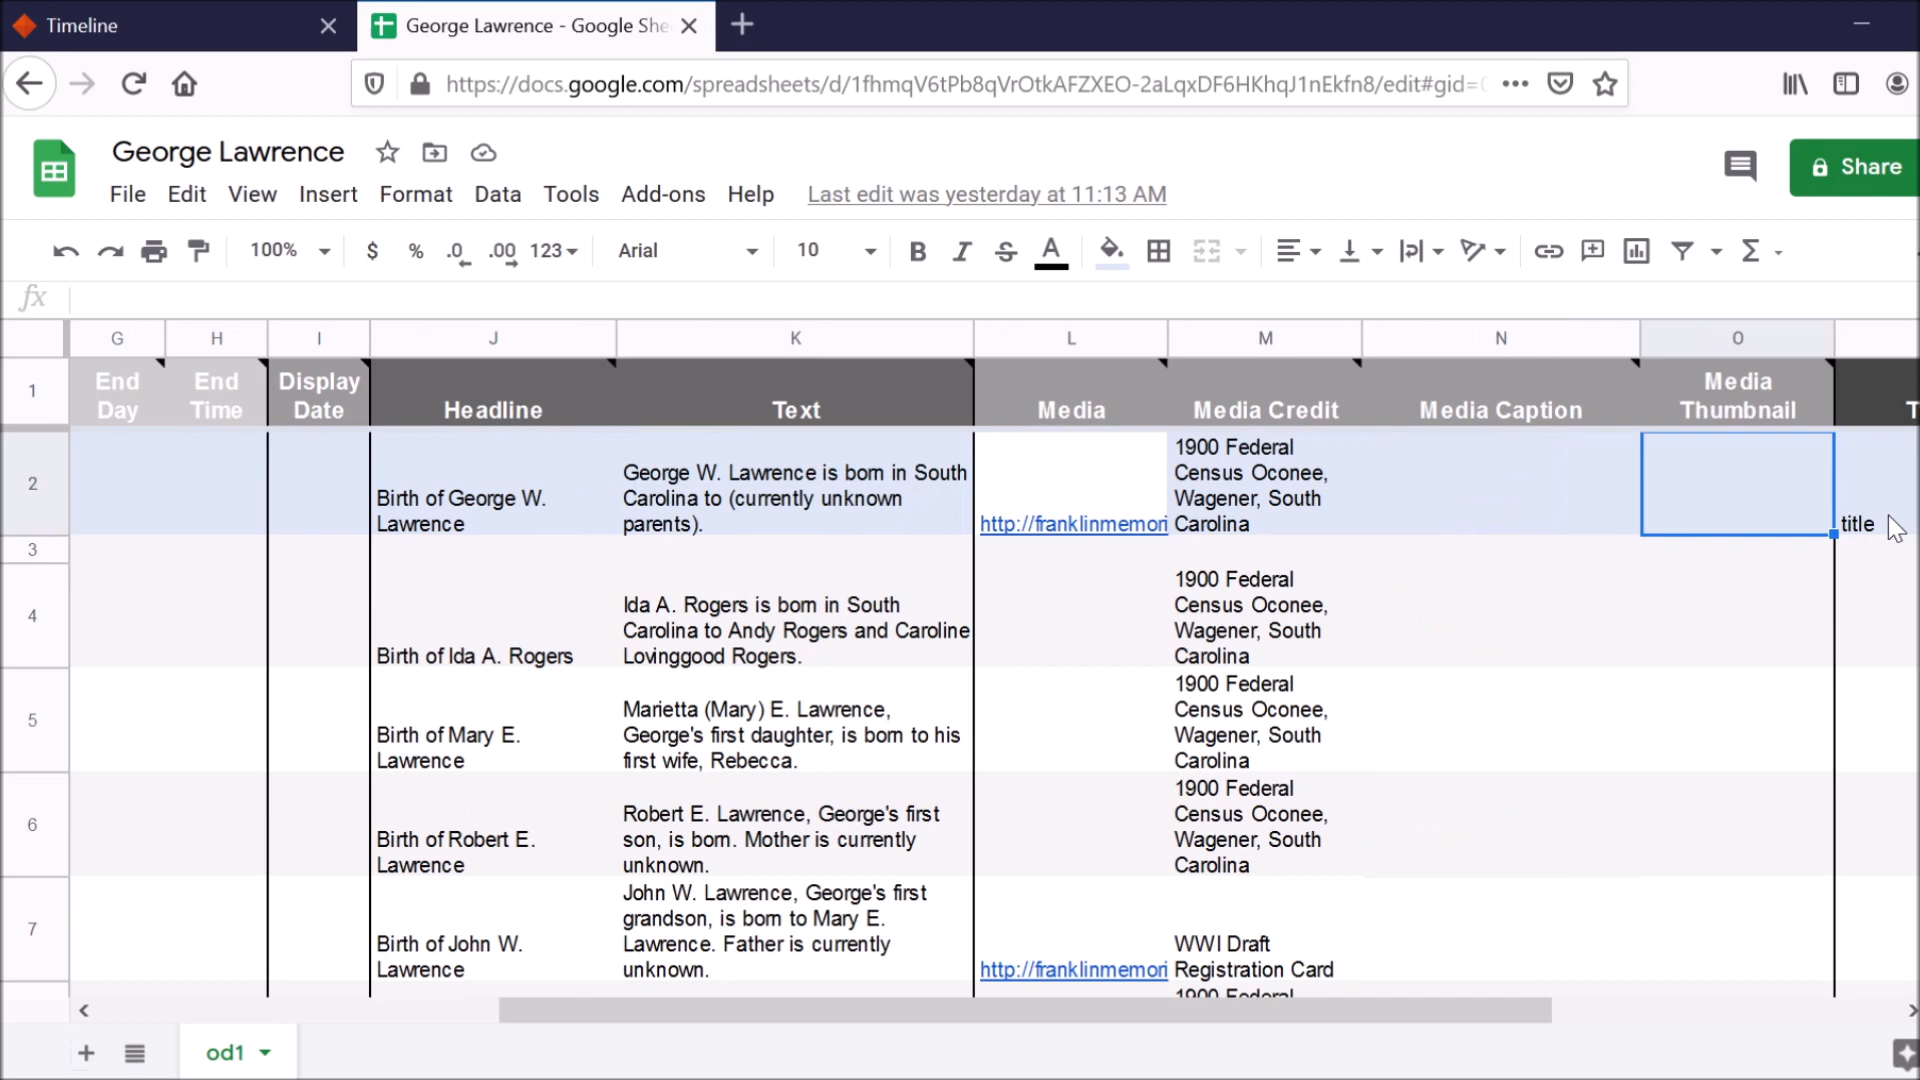 Timeline
George Lawrence - Google She
https://docs.google.com/spreadsheets/d/1fhmqV6tPb8qVrOtkAFZXEO-2aLqxDF6HKhqJ1nEkfn8/edit#gid=
George Lawrence
Share
File Edit View Insert Format Data Tools Add-ons Help Last edit was yesterday at 11:13 AM
100% $ % .0 .00 123 Arial 10 B I S A Σ
fx
G H I J K L M N O
1
End Day
End Time
Display Date
Headline
Text
Media
Media Credit
Media Caption
Media Thumbnail
T
2
Birth of George W.
Lawrence
George W. Lawrence is born in South
Carolina to (currently unknown
parents).
http://franklinmemori
1900 Federal
Census Oconee,
Wagener, South
Carolina
title
3
4
Birth of Ida A. Rogers
Ida A. Rogers is born in South
Carolina to Andy Rogers and Caroline
Lovinggood Rogers.
1900 Federal
Census Oconee,
Wagener, South
Carolina
5
Birth of Mary E.
Lawrence
Marietta (Mary) E. Lawrence,
George's first daughter, is born to his
first wife, Rebecca.
1900 Federal
Census Oconee,
Wagener, South
Carolina
6
Birth of Robert E.
Lawrence
Robert E. Lawrence, George's first
son, is born. Mother is currently
unknown.
1900 Federal
Census Oconee,
Wagener, South
Carolina
7
Birth of John W.
Lawrence
John W. Lawrence, George's first
grandson, is born to Mary E.
Lawrence. Father is currently
unknown.
http://franklinmemori
WWI Draft
Registration Card
1900 Federal
od1